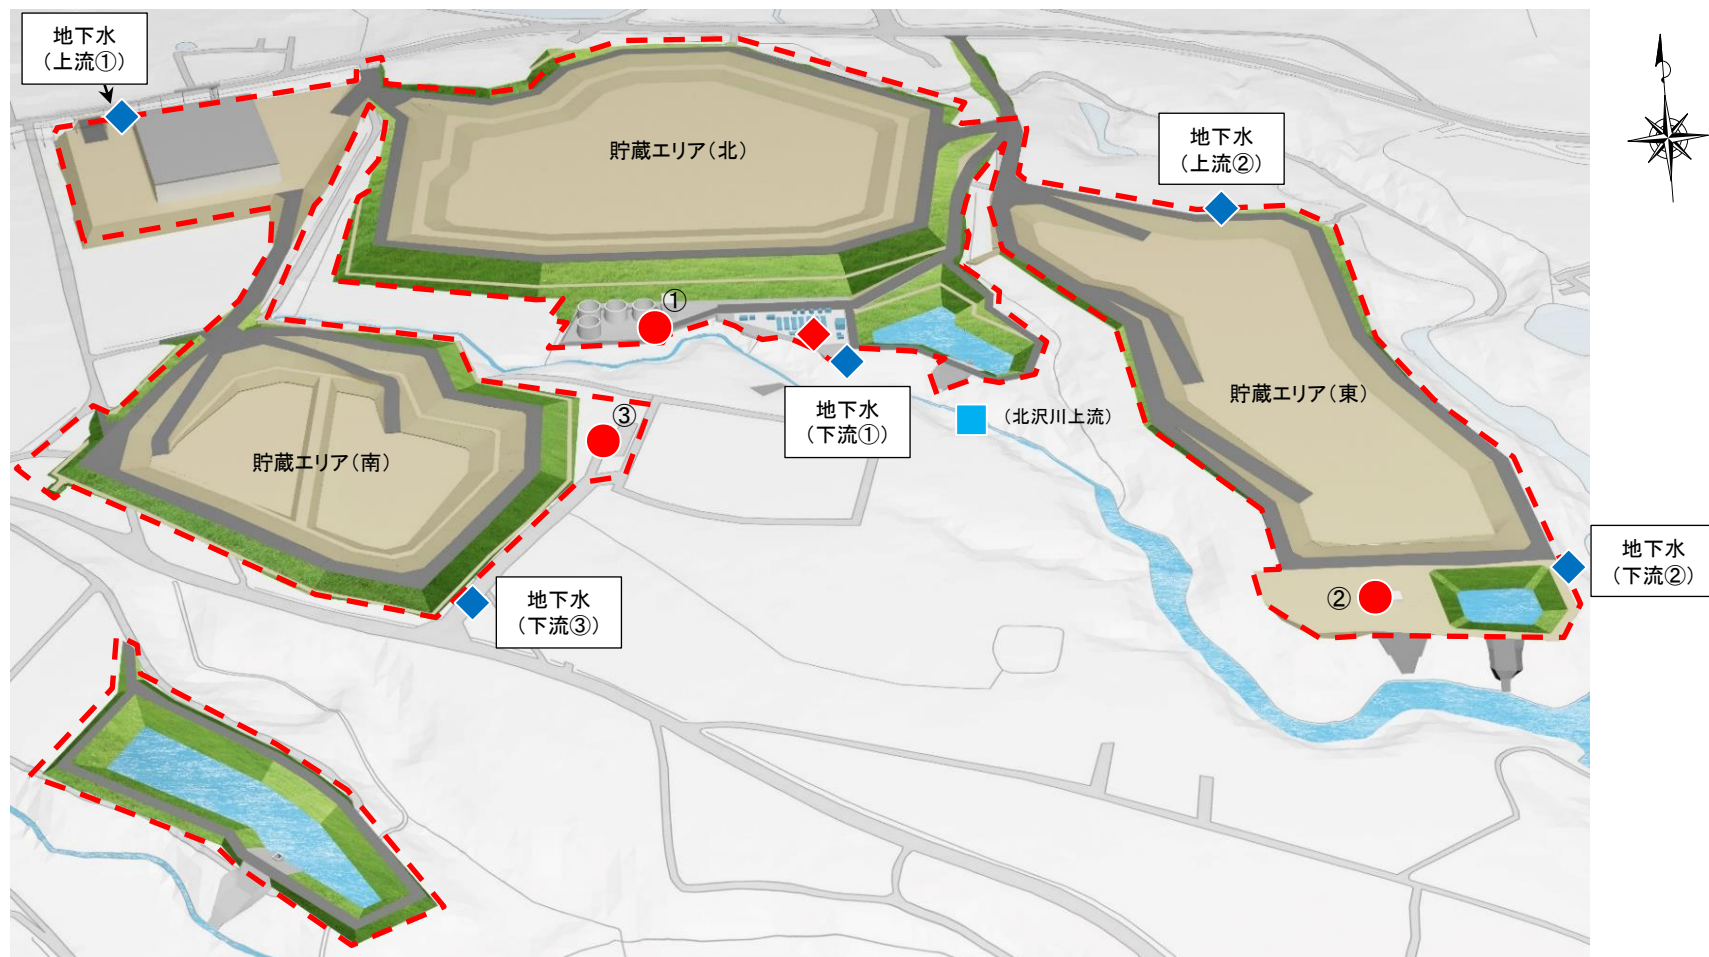 地下水
（上流①）
貯蔵エリア（北）
地下水
（上流②）
①
貯蔵エリア（東）
③
地下水
（下流①）
（北沢川上流）
貯蔵エリア（南）
地下水
（下流②）
②
地下水
（下流③）